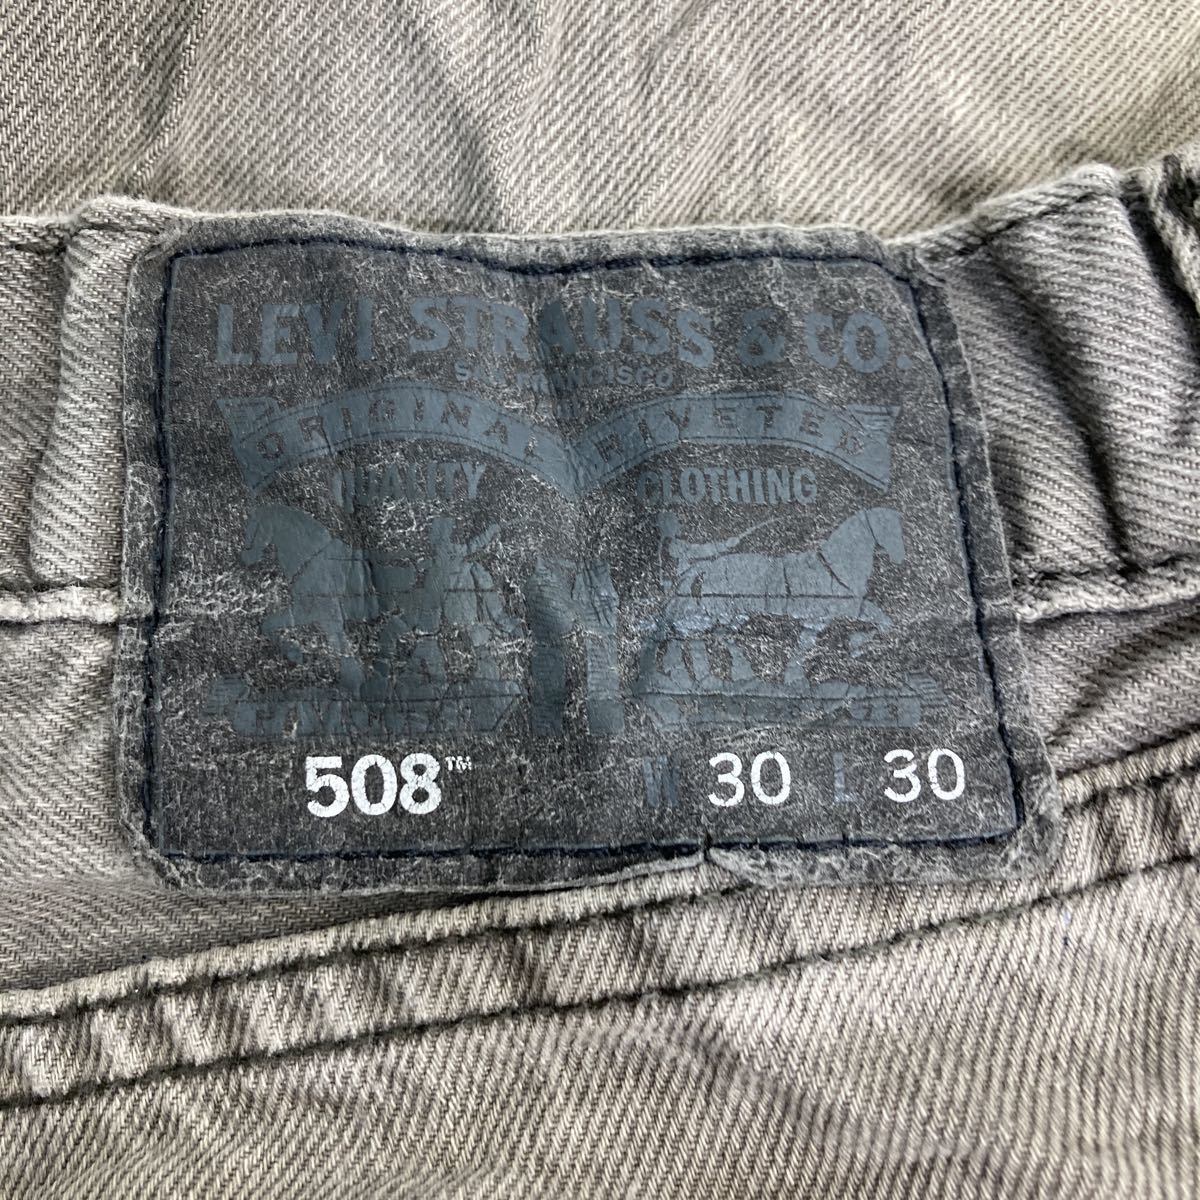 LEVI STRAUSS & CO.
SAN FRANCISCO
ORIGINAL RIVETED
QUALITY CLOTHING
508™ W 30 L 30